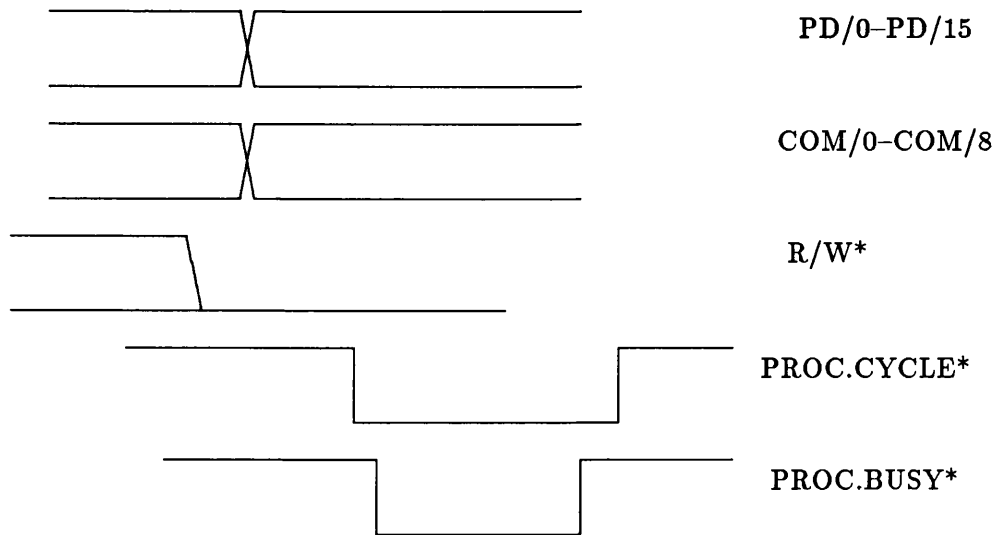 PD/0–PD/15
COM/0–COM/8
R/W*
PROC.CYCLE*
PROC.BUSY*